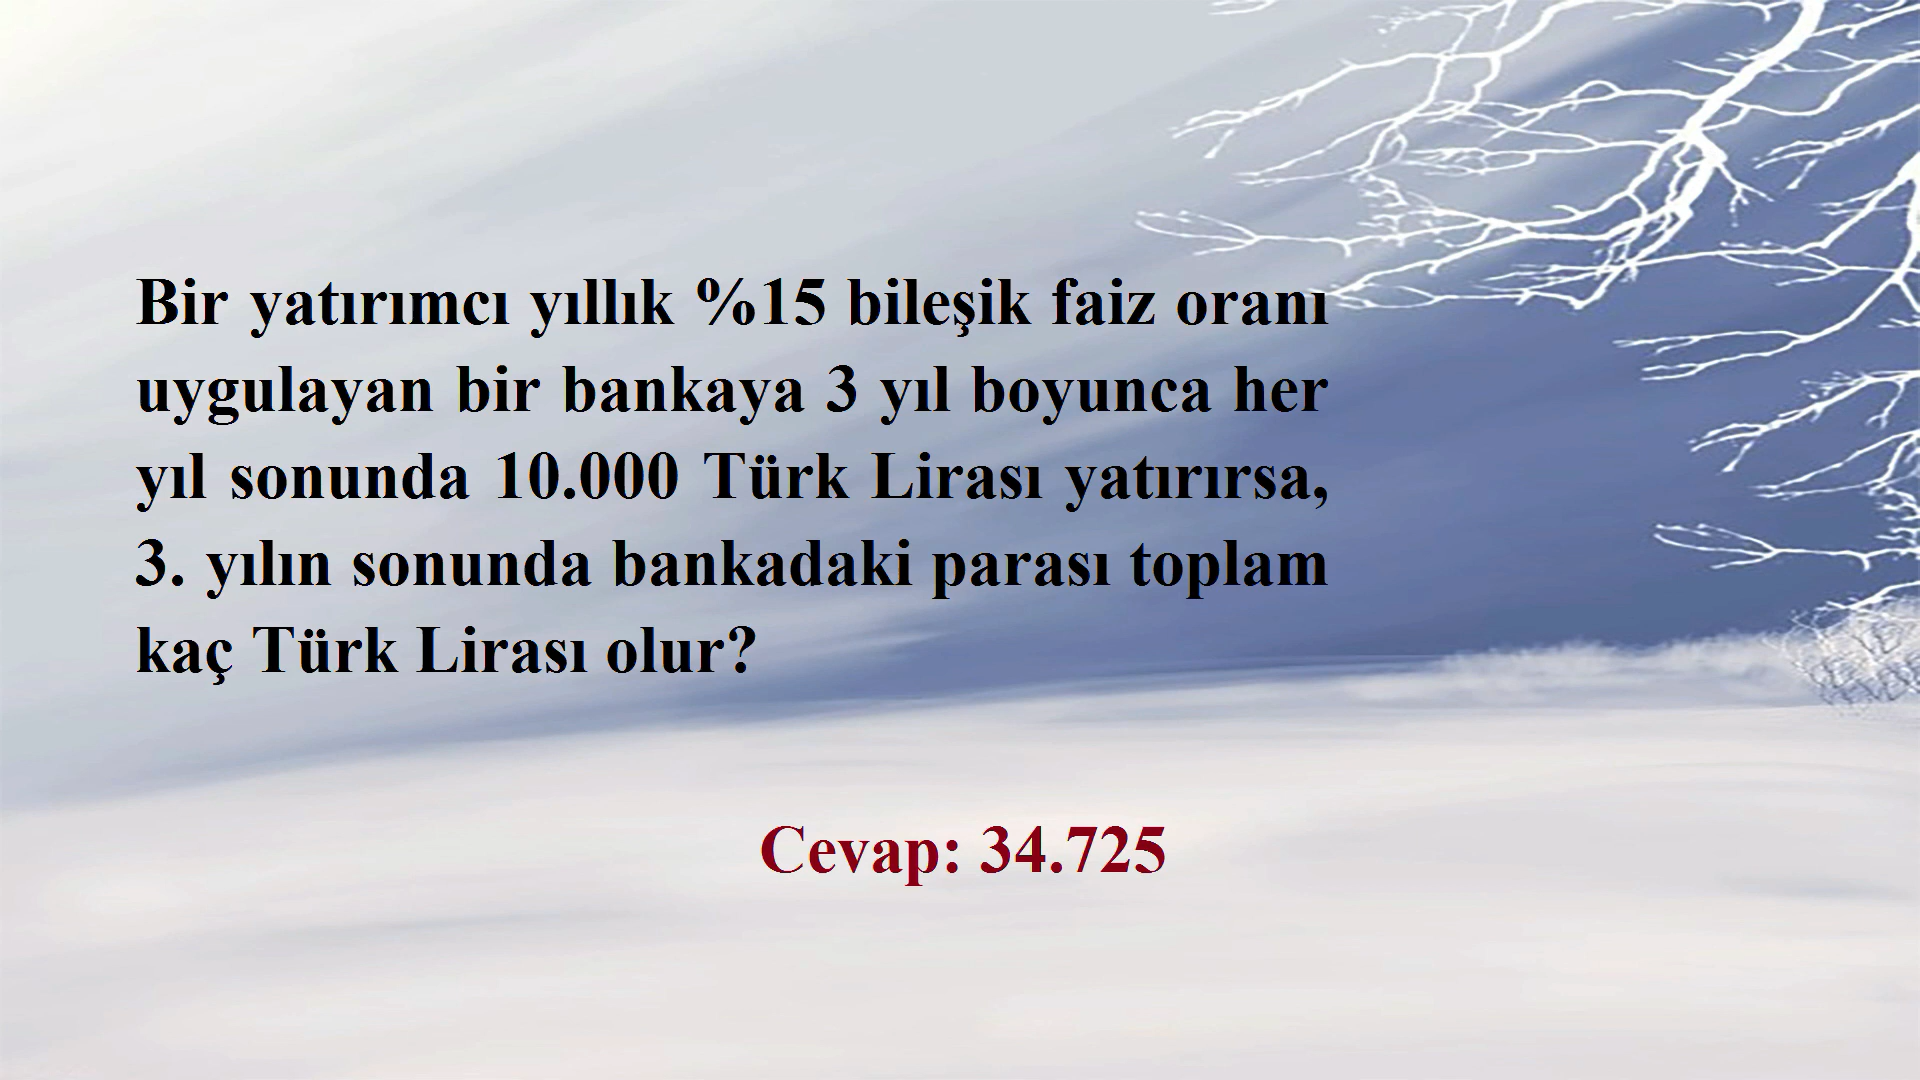 Bir yatırımcı yıllık %15 bileşik faiz oranı
uygulayan bir bankaya 3 yıl boyunca her
yıl sonunda 10.000 Türk Lirası yatırırsa,
3. yılın sonunda bankadaki parası toplam
kaç Türk Lirası olur?
Cevap: 34.725